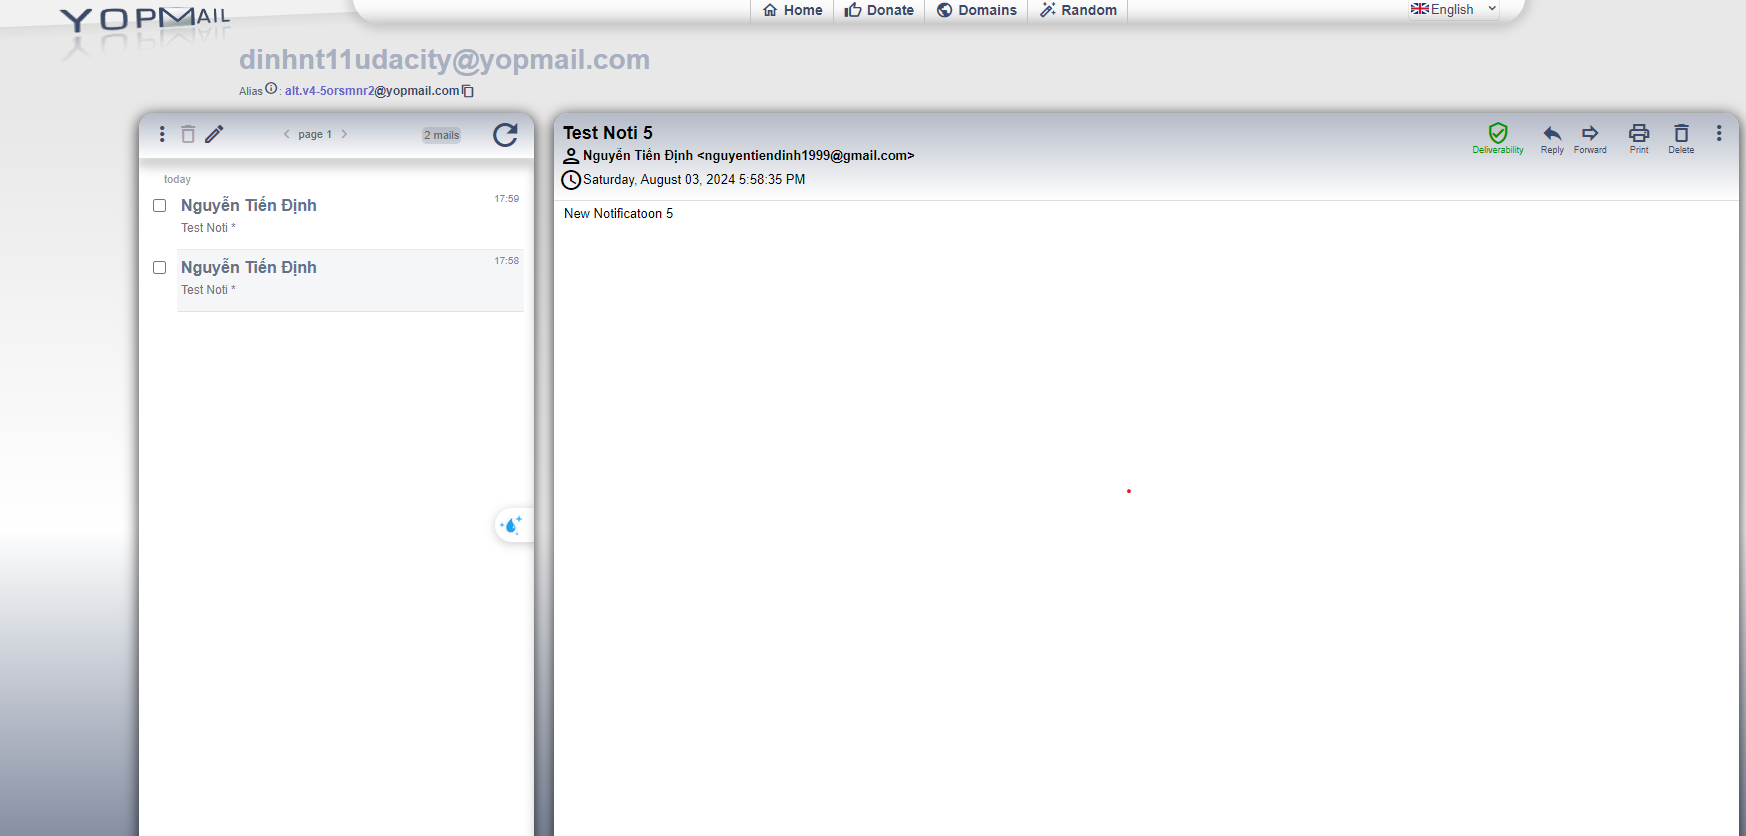 YOPMAIL
Home
Donate
Domains
Random
English
dinhnt11udacity@yopmail.com
Alias : alt.v4-5orsmnr2@yopmail.com
page 1
2 mails
today
Nguyễn Tiến Định
17:59
Test Noti *
Nguyễn Tiến Định
17:58
Test Noti *
Test Noti 5
Nguyễn Tiến Định <nguyentiendinh1999@gmail.com>
Saturday, August 03, 2024 5:58:35 PM
Deliverability
Reply
Forward
Print
Delete
New Notificatoon 5